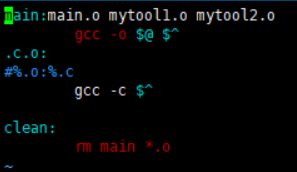 main:main.o mytool1.o mytool2.o
        gcc -o $@ $^
.c.o:
#%.o:%.c
        gcc -c $^

clean:
        rm main *.o
~